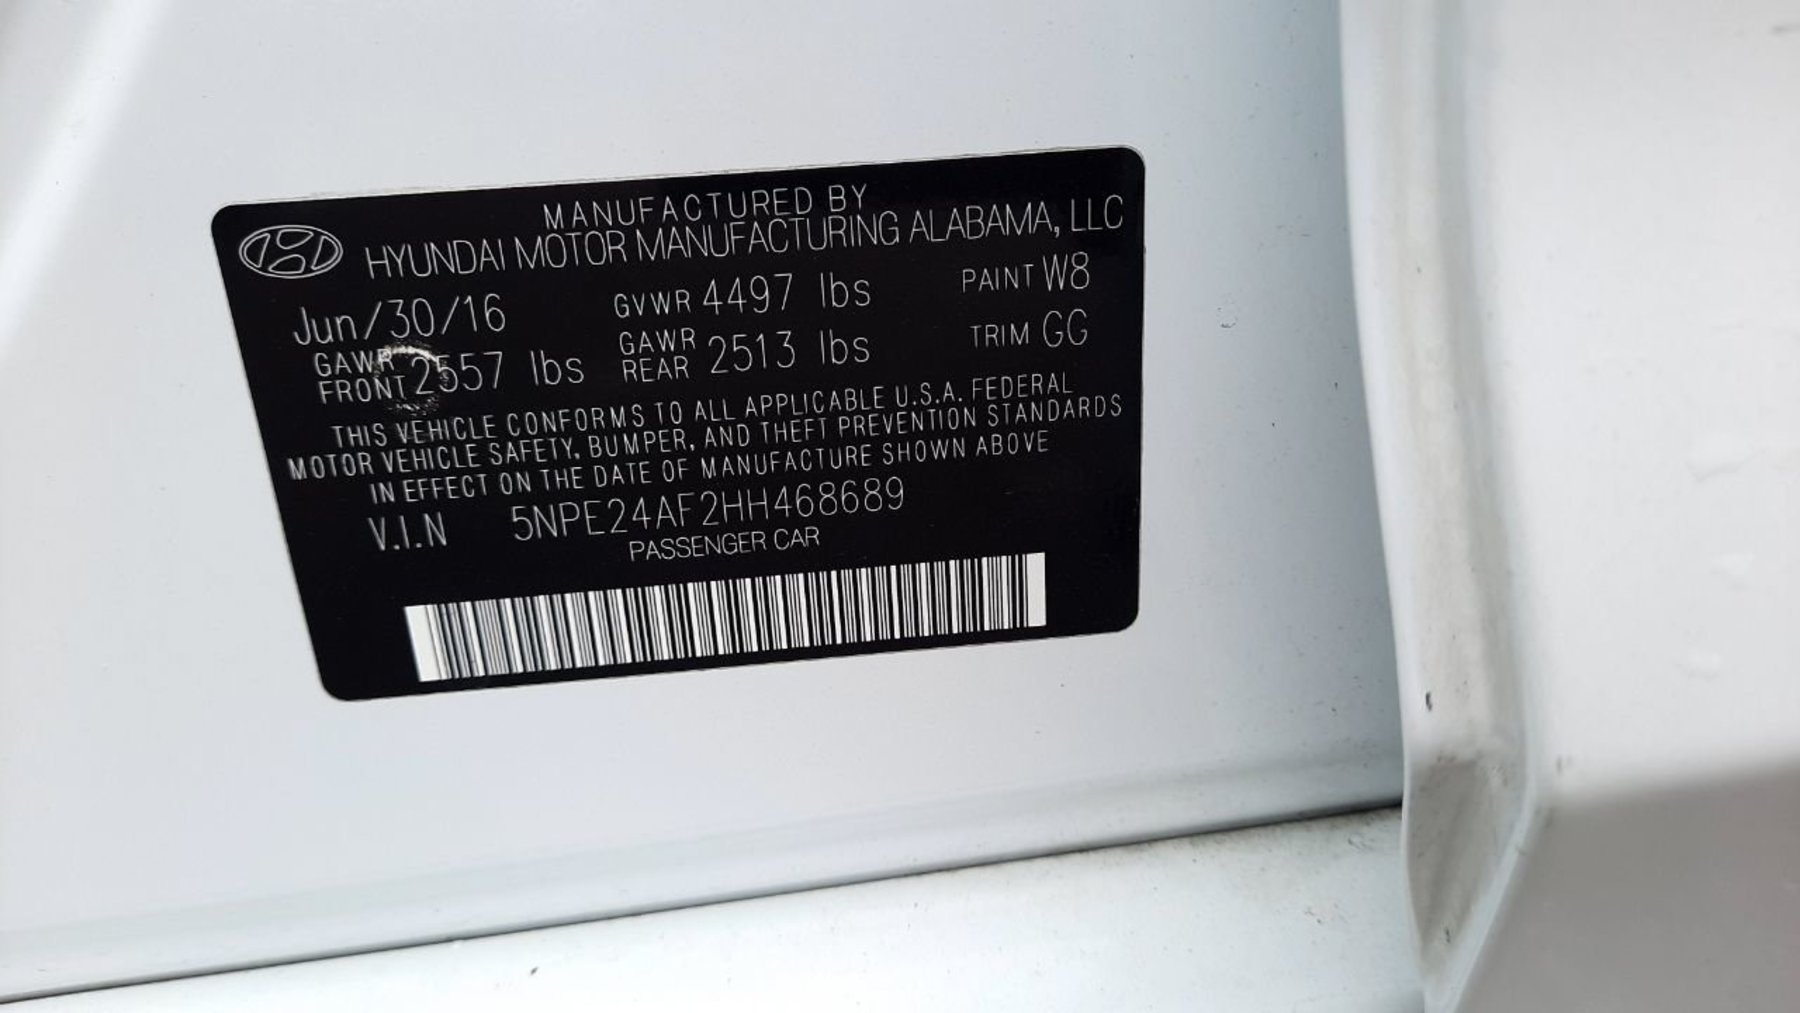 MANUFACTURED BY
HYUNDAI MOTOR MANUFACTURING ALABAMA, LLC
Jun/30/16 GVWR 4497 lbs PAINT W8
GAWR FRONT 2557 lbs GAWR REAR 2513 lbs TRIM GG
THIS VEHICLE CONFORMS TO ALL APPLICABLE U.S.A. FEDERAL
MOTOR VEHICLE SAFETY, BUMPER, AND THEFT PREVENTION STANDARDS
IN EFFECT ON THE DATE OF MANUFACTURE SHOWN ABOVE
V.I.N 5NPE24AF2HH468689
PASSENGER CAR